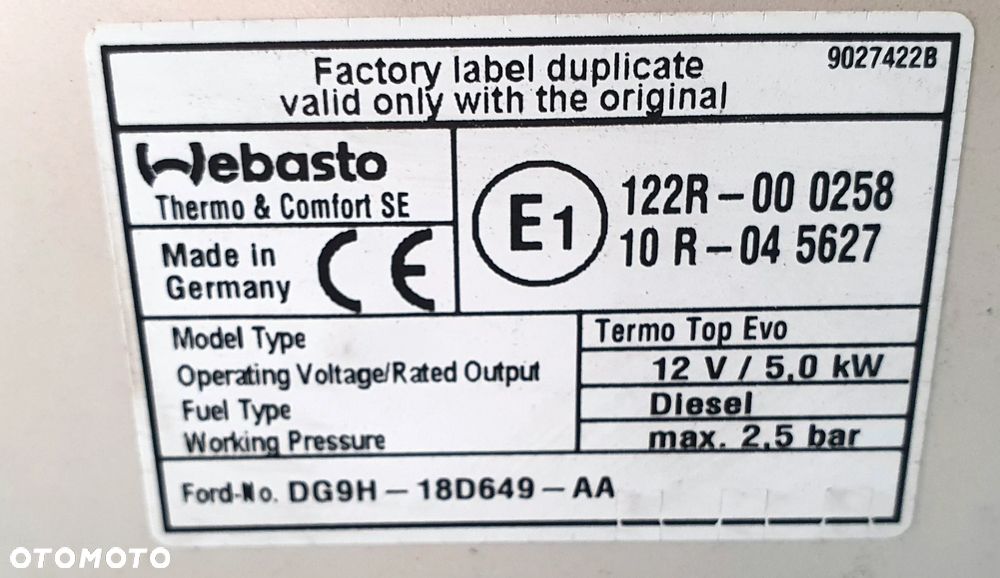 Factory label duplicate
valid only with the original
9027422B
Webasto
Thermo & Comfort SE
Made in
Germany
CE
E1
122R-00 0258
10 R-04 5627
Model Type
Termo Top Evo
Operating Voltage/Rated Output
12 V / 5,0 kW
Fuel Type
Diesel
Working Pressure
max. 2,5 bar
Ford-No. DG9H-18D649-AA
OTOMOTO